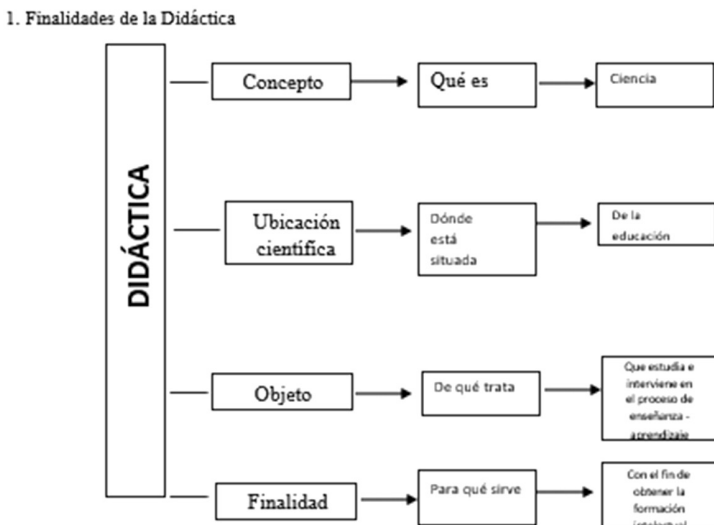 1. Finalidades de la Didáctica
DIDÁCTICA
Concepto
Qué es
Ciencia
Ubicación
científica
Dónde
está
situada
De la
educación
Objeto
De qué trata
Que estudia e
interviene en
el proceso de
enseñanza -
aprendizaje
Finalidad
Para qué sirve
Con el fin de
obtener la
formación